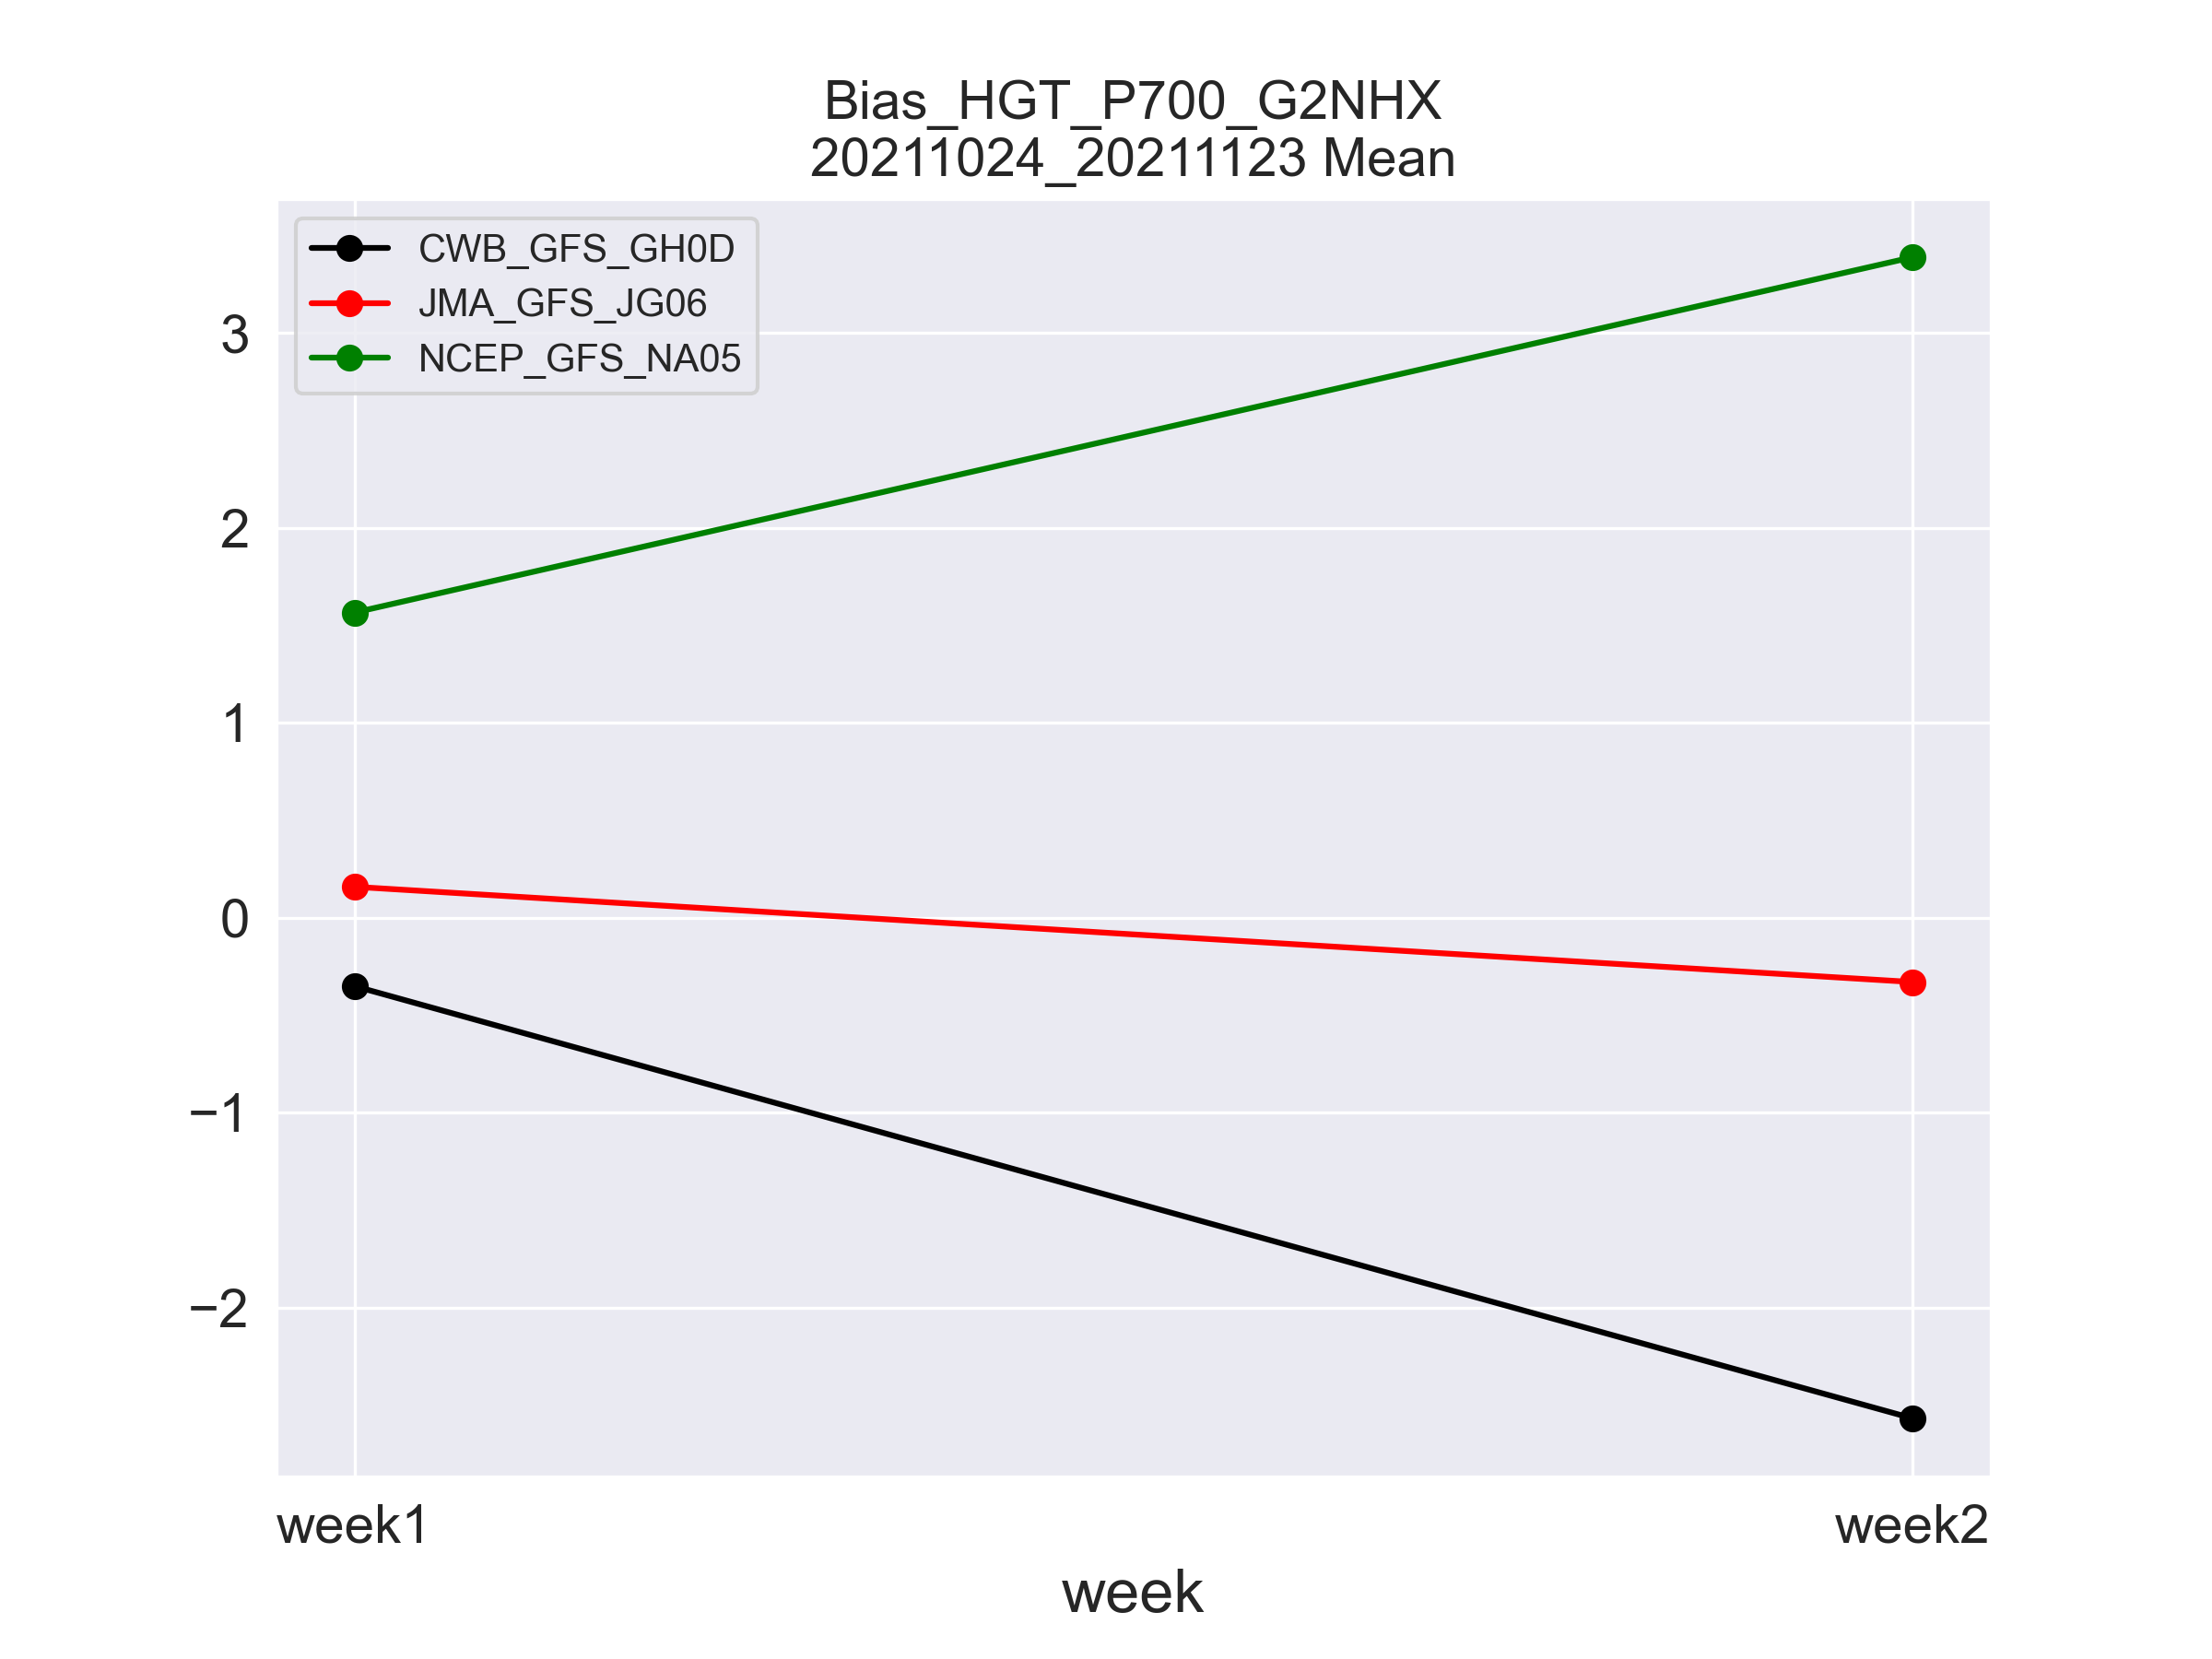 Bias_HGT_P700_G2NHX
20211024_20211123 Mean
CWB_GFS_GH0D
JMA_GFS_JG06
NCEP_GFS_NA05
3
2
1
0
−1
−2
week1
week2
week